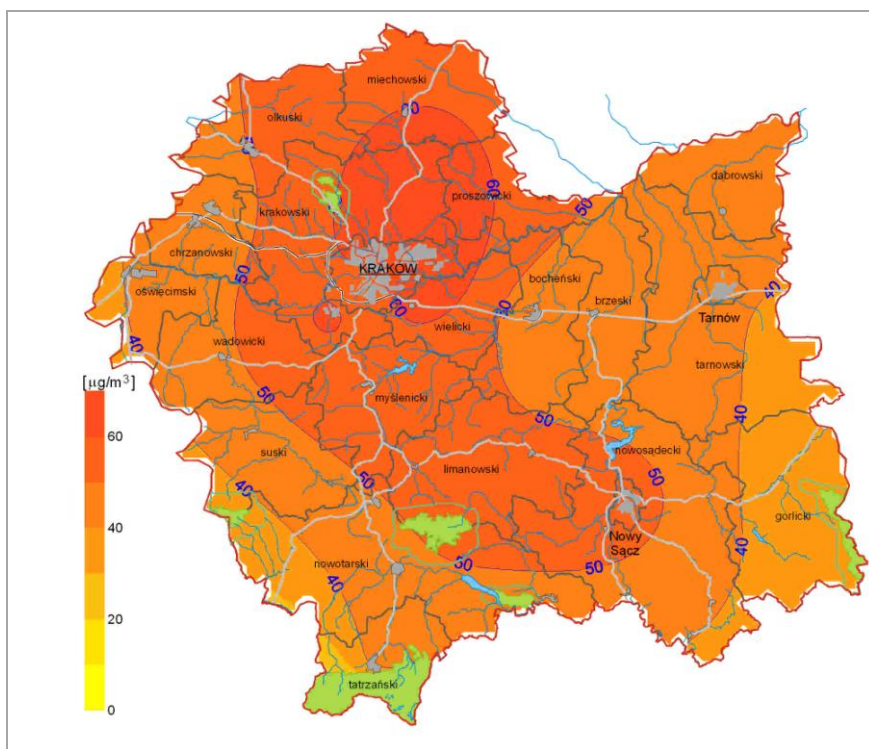 miechowski
60
olkuski
50
dąbrowski
proszowicki
60
50
krakowski
KRAKÓW
chrzanowski
50
oświęcimski
bocheński
40
brzeski
Tarnów
60
50
wielicki
wadowicki
40
tarnowski
[µg/m³]
60
40
20
0
50
myślenicki
50
40
suski
limanowski
nowosądecki
50
50
40
gorlicki
Nowy
Sącz
40
50
50
nowotarski
40
tatrzański